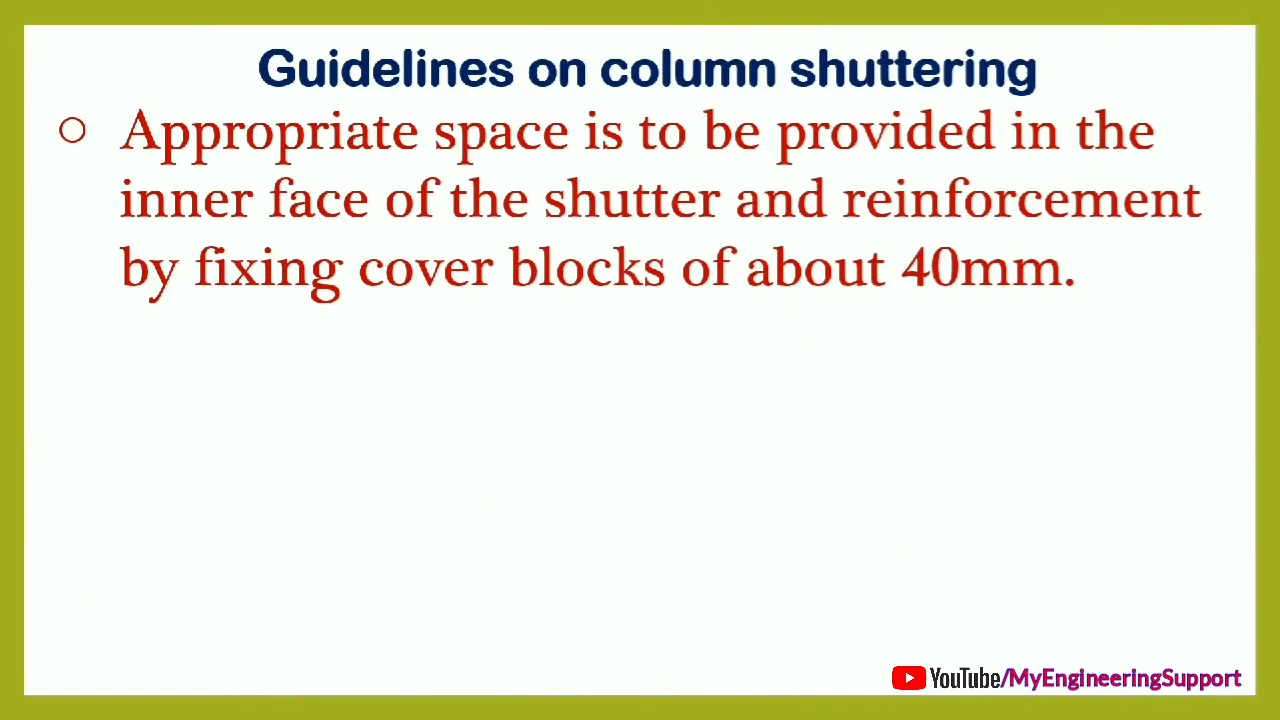 Guidelines on column shuttering
○ Appropriate space is to be provided in the
inner face of the shutter and reinforcement
by fixing cover blocks of about 40mm.
YouTube/MyEngineeringSupport